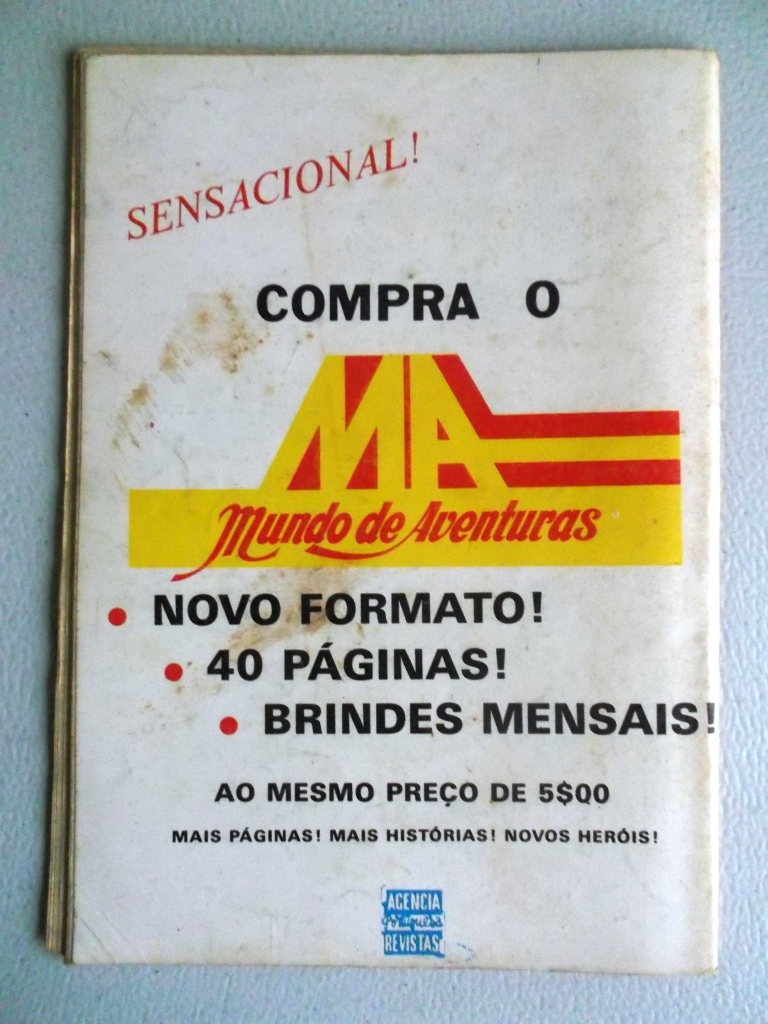 SENSACIONAL!
COMPRA O
MA
Mundo de Aventuras
• NOVO FORMATO!
• 40 PÁGINAS!
• BRINDES MENSAIS!
AO MESMO PREÇO DE 5$00
MAIS PÁGINAS! MAIS HISTÓRIAS! NOVOS HERÓIS!
AGENCIA
Portuguesa
REVISTAS